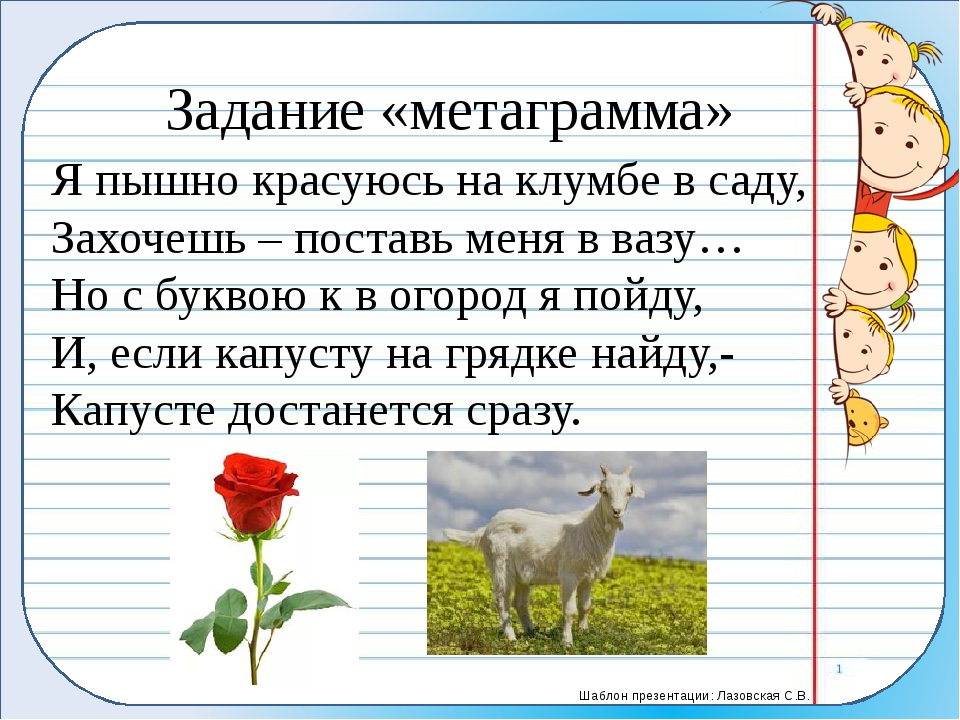 Задание «метаграмма»
Я пышно красуюсь на клумбе в саду,
Захочешь – поставь меня в вазу…
Но с буквою к в огород я пойду,
И, если капусту на грядке найду,-
Капусте достанется сразу.
1
Шаблон презентации: Лазовская С.В.